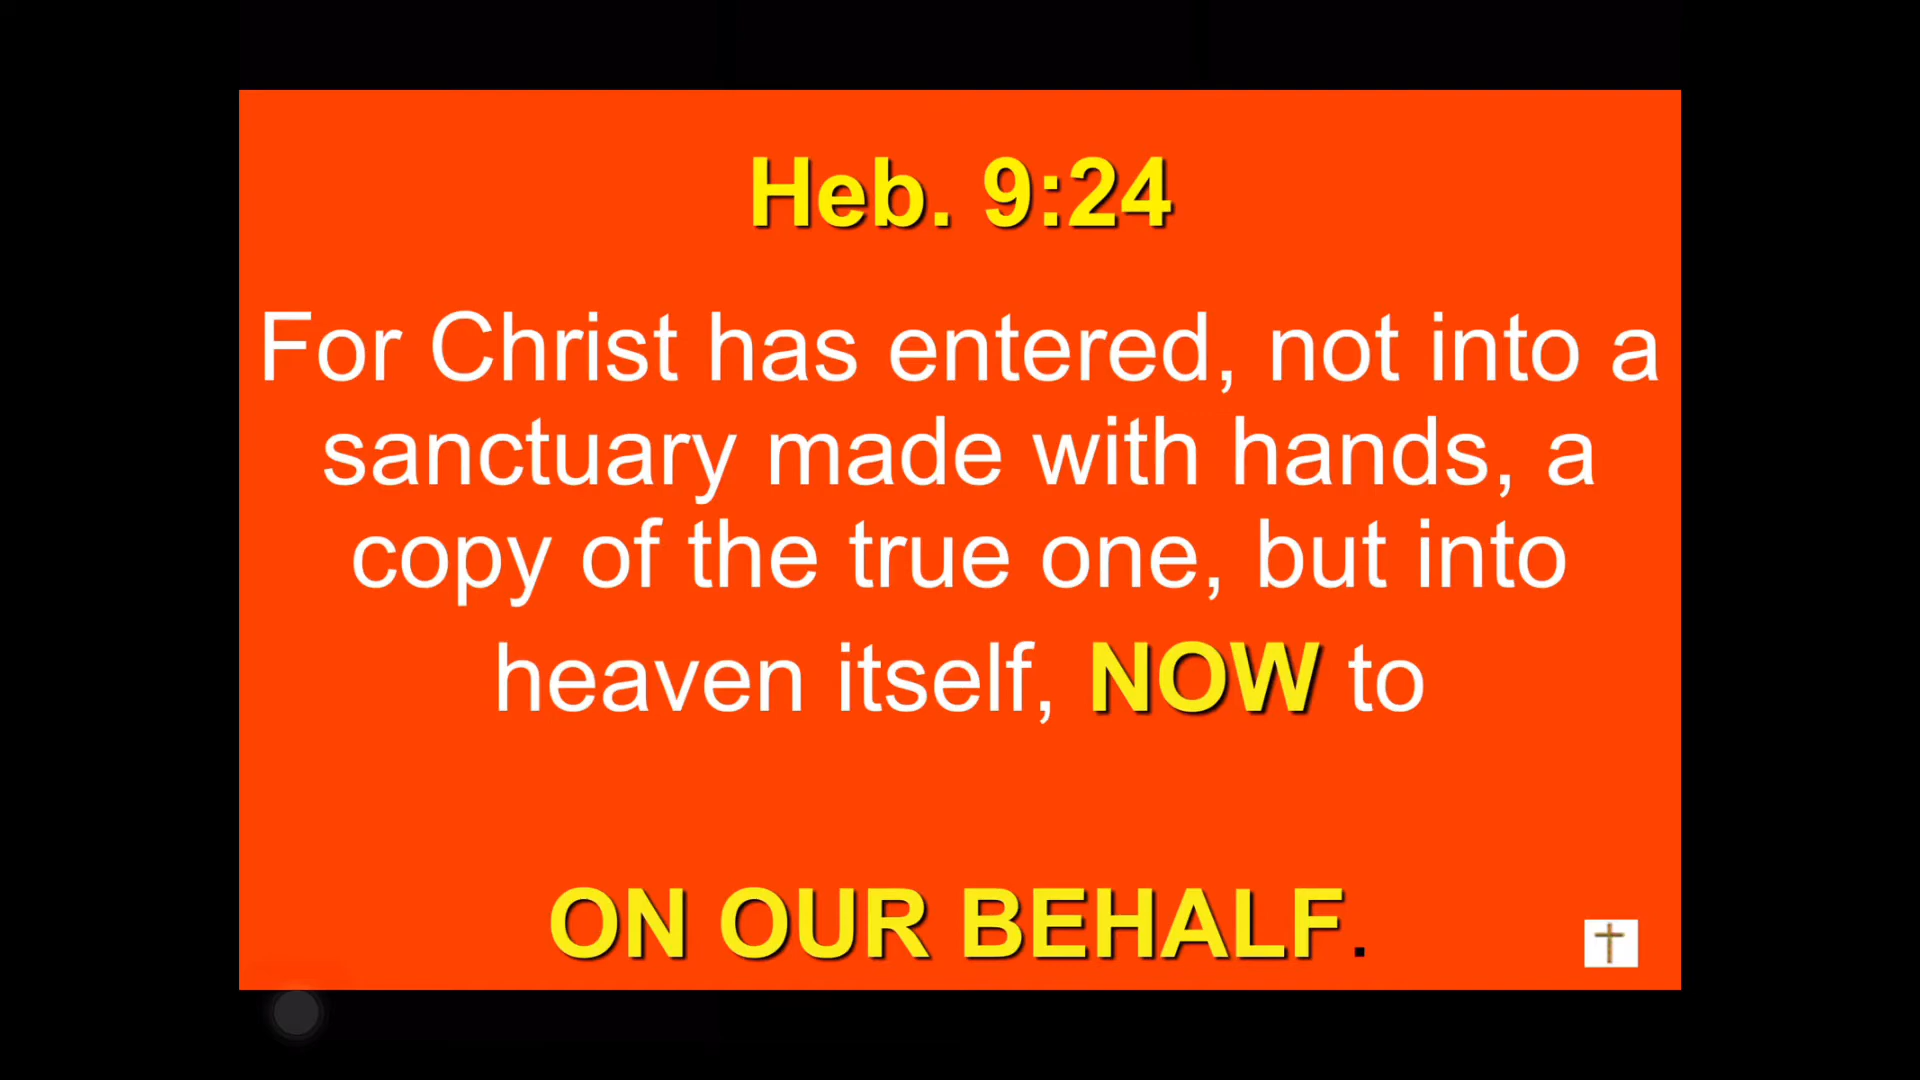 Heb. 9:24
For Christ has entered, not into a
sanctuary made with hands, a
copy of the true one, but into
heaven itself, NOW to
ON OUR BEHALF.